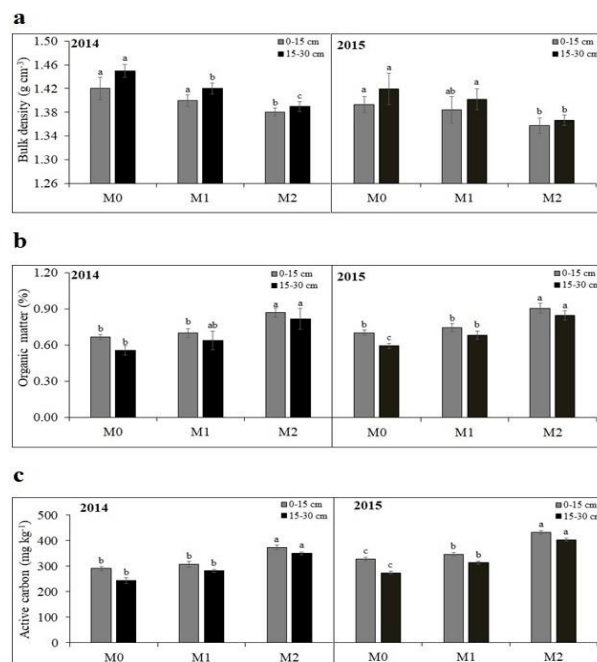 a
2014
0-15 cm
15-30 cm
2015
0-15 cm
15-30 cm
Bulk density (g cm-3)
1.50
1.46
1.42
1.38
1.34
1.30
1.26
a a a b b c
a a ab a b b
M0 M1 M2 M0 M1 M2
b
2014
0-15 cm
15-30 cm
2015
0-15 cm
15-30 cm
Organic matter (%)
1.20
0.90
0.60
0.30
0.00
b b b ab a a
b c b b a a
M0 M1 M2 M0 M1 M2
c
2014
0-15 cm
15-30 cm
2015
0-15 cm
15-30 cm
Active carbon (mg kg-1)
500
400
300
200
100
0
b b b b a a
c c b b a a
M0 M1 M2 M0 M1 M2